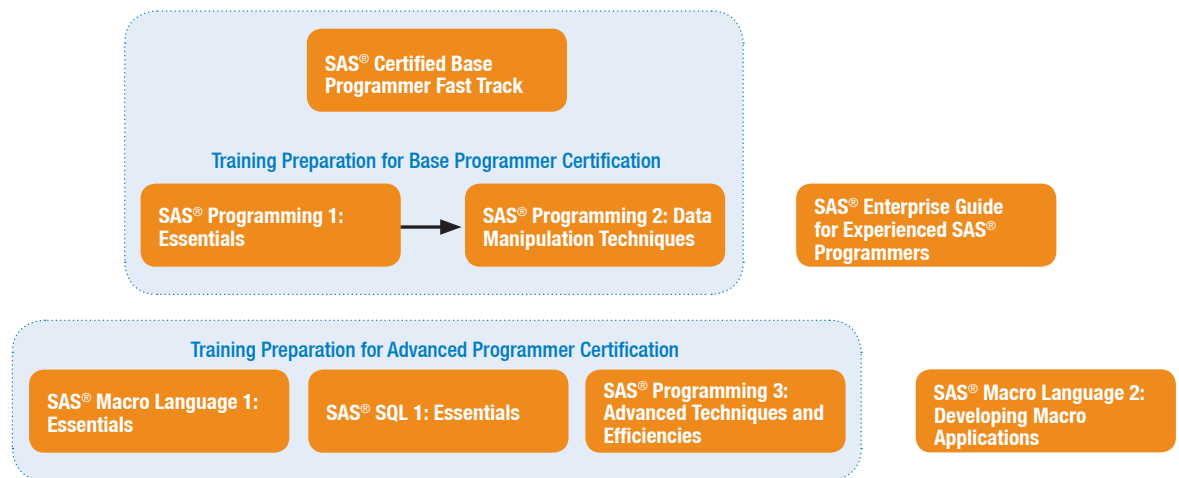 SAS® Certified Base
Programmer Fast Track
Training Preparation for Base Programmer Certification
SAS® Programming 1:
Essentials
SAS® Programming 2: Data
Manipulation Techniques
SAS® Enterprise Guide
for Experienced SAS®
Programmers
Training Preparation for Advanced Programmer Certification
SAS® Macro Language 1:
Essentials
SAS® SQL 1: Essentials
SAS® Programming 3:
Advanced Techniques and
Efficiencies
SAS® Macro Language 2:
Developing Macro
Applications